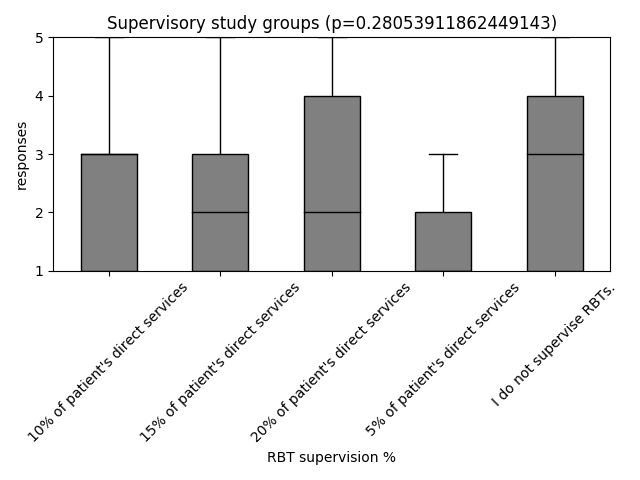 Supervisory study groups (p=0.28053911862449143)
responses
5
4
3
2
1
10% of patient's direct services
15% of patient's direct services
20% of patient's direct services
5% of patient's direct services
I do not supervise RBTs.
RBT supervision %